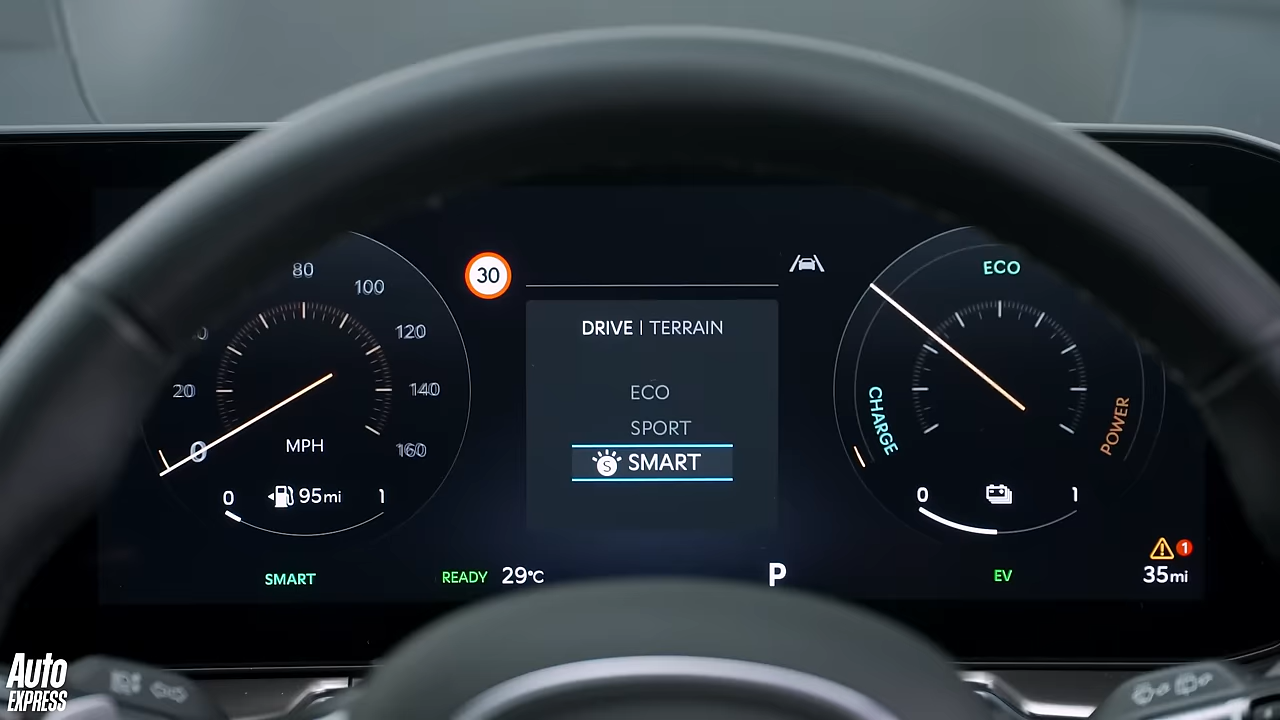 80
100
120
140
160
20
0
MPH
0
95mi
1
SMART
30
DRIVE | TERRAIN
ECO
SPORT
S SMART
READY 29°C
P
ECO
CHARGE
POWER
0
1
EV
1
35mi
Auto
EXPRESS